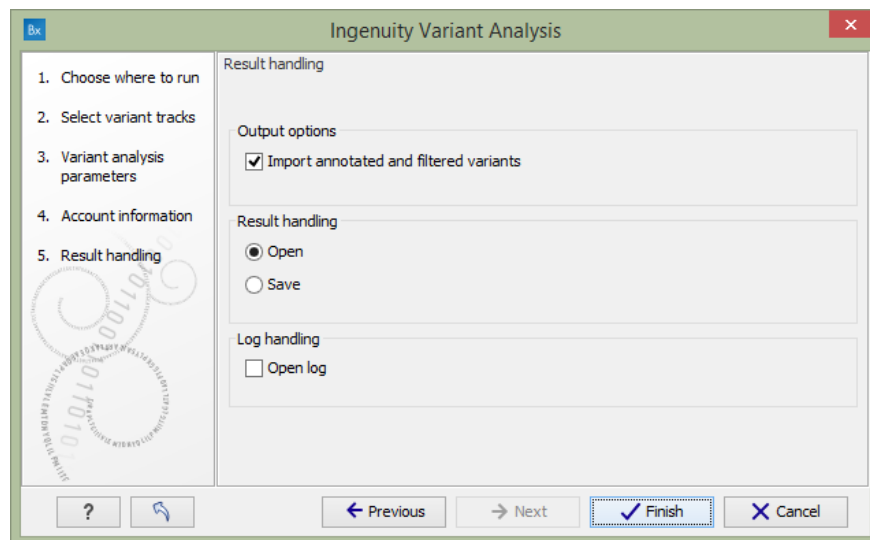 Bx
Ingenuity Variant Analysis
1. Choose where to run
2. Select variant tracks
3. Variant analysis
parameters
4. Account information
5. Result handling
Result handling
Output options
Import annotated and filtered variants
Result handling
Open
Save
Log handling
Open log
?
Previous
Next
Finish
Cancel